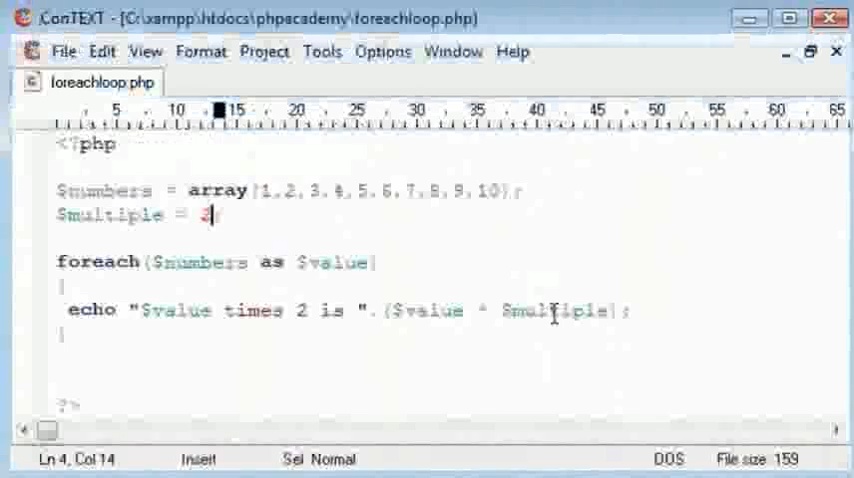 ConTEXT - [C:\xampp\htdocs\phpacademy\foreachloop.php]
File Edit View Format Project Tools Options Window Help
foreachloop.php
5 10 15 20 25 30 35 40 45 50 55 60 65
<?php
$numbers = array(1,2,3,4,5,6,7,8,9,10);
$multiple = 2;
foreach($numbers as $value)
{
echo "$value times 2 is ".($value * $multiple);
}
?>
Ln 4, Col 14 Insert Sel Normal DOS File size 159